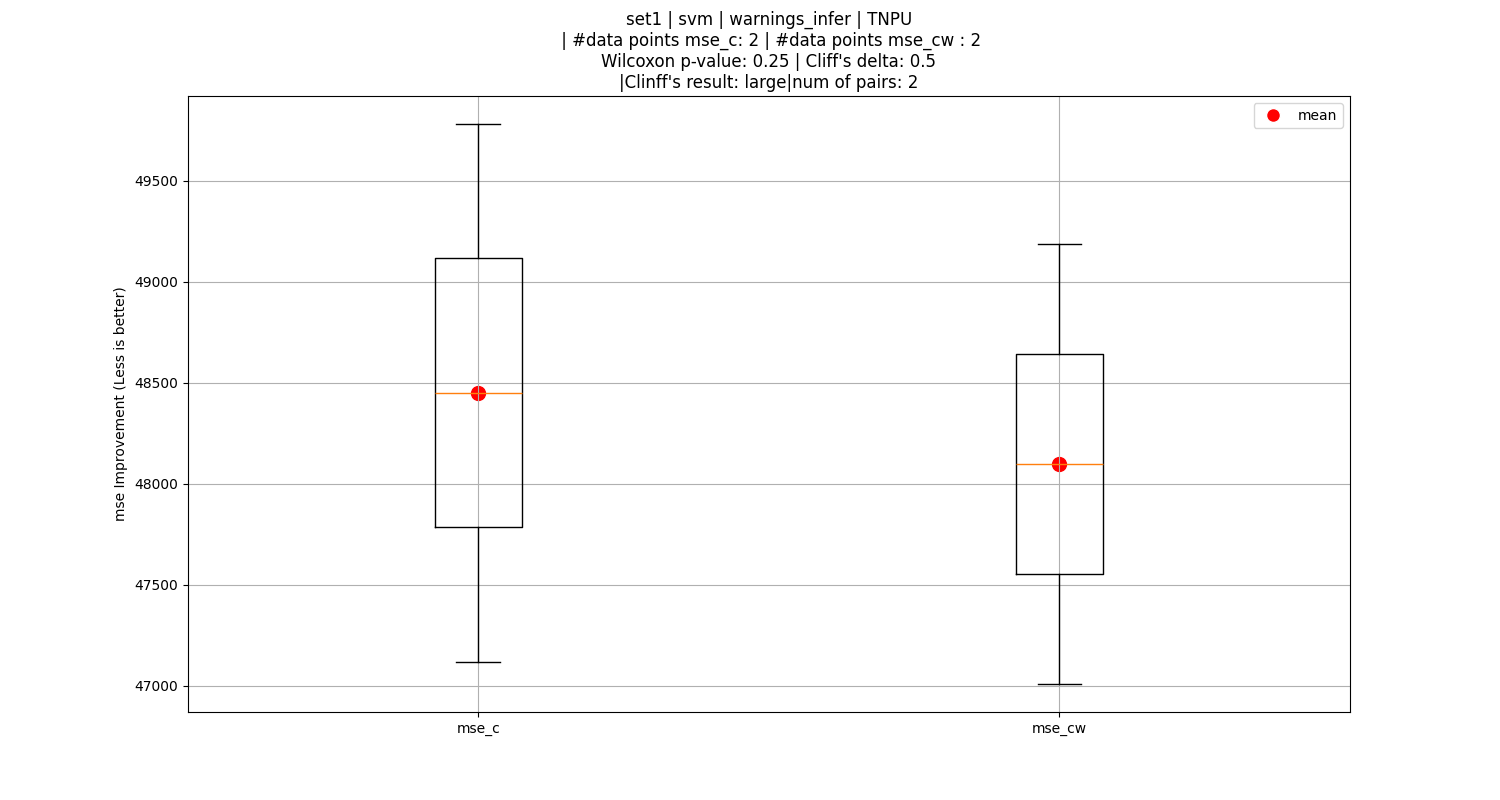 set1 | svm | warnings_infer | TNPU
| #data points mse_c: 2 | #data points mse_cw : 2
Wilcoxon p-value: 0.25 | Cliff's delta: 0.5
|Clinff's result: large|num of pairs: 2
mean
49500
49000
48500
48000
47500
47000
mse Improvement (Less is better)
mse_c
mse_cw